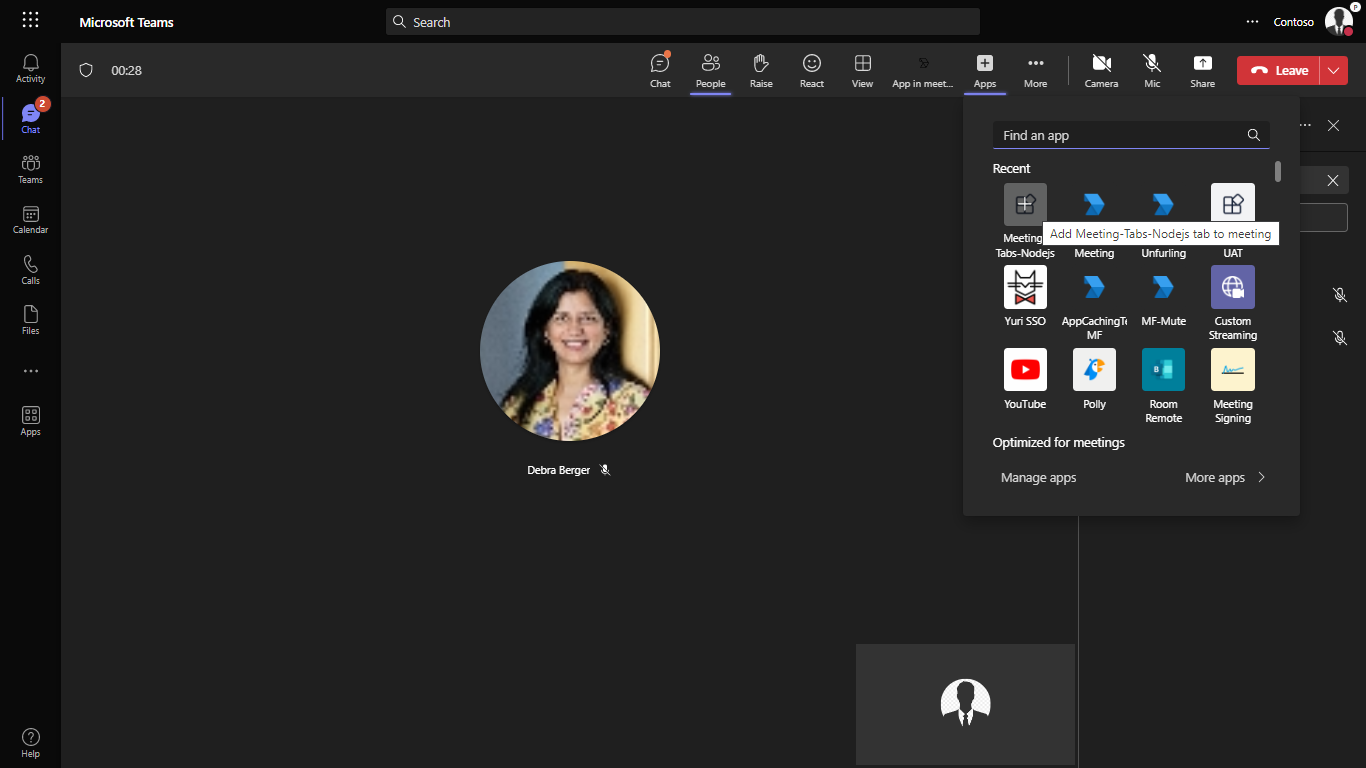 Microsoft Teams
Search
Contoso
P
Activity
2
Chat
Teams
Calendar
Calls
Files
Apps
Help
00:28
Chat
People
Raise
React
View
App in meet...
Apps
More
Camera
Mic
Share
Leave
Find an app
Recent
Meeting
Tabs-Nodejs
Meeting
Unfurling
UAT
Add Meeting-Tabs-Nodejs tab to meeting
Yuri SSO
AppCachingTe
MF
MF-Mute
Custom
Streaming
YouTube
Polly
Room
Remote
Meeting
Signing
Optimized for meetings
Manage apps
More apps
Debra Berger